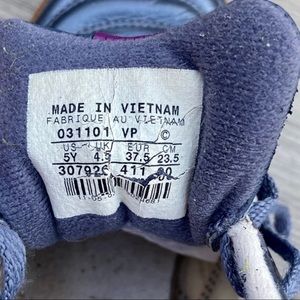 MADE IN VIETNAM
FABRIQUE AU VIETNAM
031101 VP ©
US UK EUR CM
5Y 4.5 37.5 23.5
307926 411